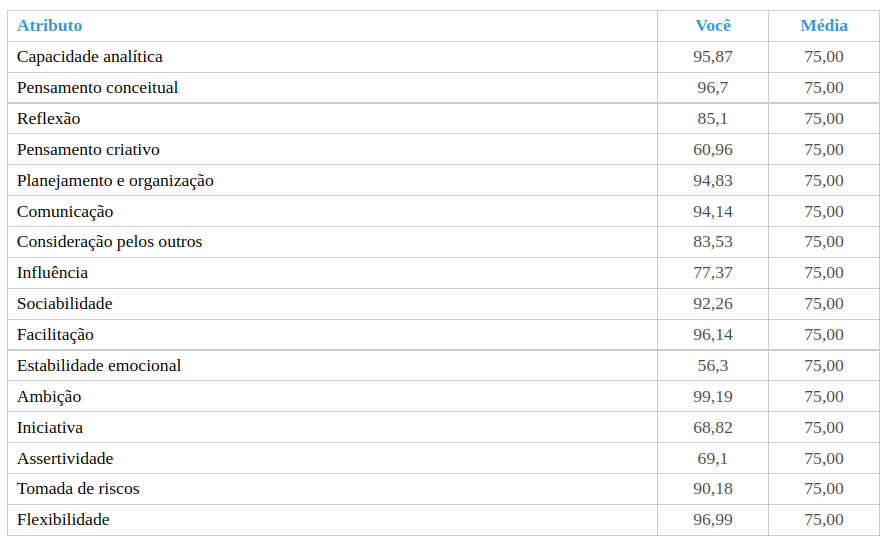 Atributo Você Média
Capacidade analítica 95,87 75,00
Pensamento conceitual 96,7 75,00
Reflexão 85,1 75,00
Pensamento criativo 60,96 75,00
Planejamento e organização 94,83 75,00
Comunicação 94,14 75,00
Consideração pelos outros 83,53 75,00
Influência 77,37 75,00
Sociabilidade 92,26 75,00
Facilitação 96,14 75,00
Estabilidade emocional 56,3 75,00
Ambição 99,19 75,00
Iniciativa 68,82 75,00
Assertividade 69,1 75,00
Tomada de riscos 90,18 75,00
Flexibilidade 96,99 75,00